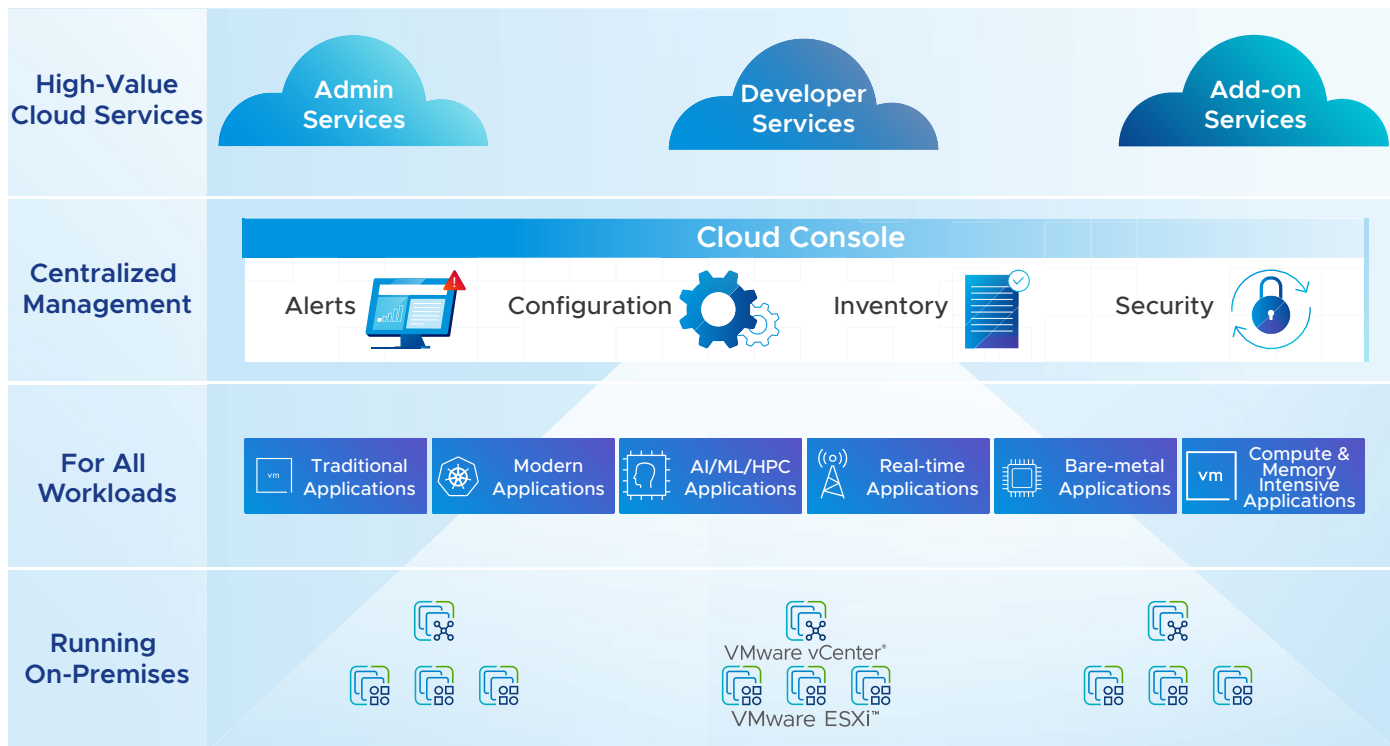 High-Value
Cloud Services
Admin
Services
Developer
Services
Add-on
Services
Centralized
Management
Cloud Console
Alerts
Configuration
Inventory
Security
For All
Workloads
vm
Traditional
Applications
Modern
Applications
AI/ML/HPC
Applications
Real-time
Applications
Bare-metal
Applications
vm
Compute &
Memory
Intensive
Applications
Running
On-Premises
VMware vCenter®
VMware ESXi™